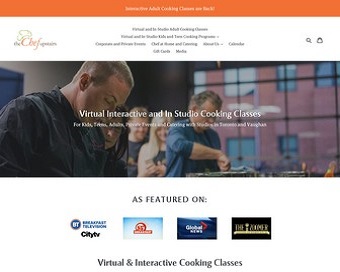 Interactive Adult Cooking Classes are Back!
the Chef upstairs
Virtual and In Studio Adult Cooking Classes
Virtual and In Studio Kids and Teen Cooking Programs
Corporate and Private Events
Chef at Home and Catering
About Us
Calendar
Gift Cards
Media
Virtual Interactive and In Studio Cooking Classes
For Kids, Teens, Adults, Private Events and Catering with Studios in Toronto and Vaughan
AS FEATURED ON:
BT BREAKFAST TELEVISION
Citytv
Global NEWS
THE ZOOMER
Virtual & Interactive Cooking Classes